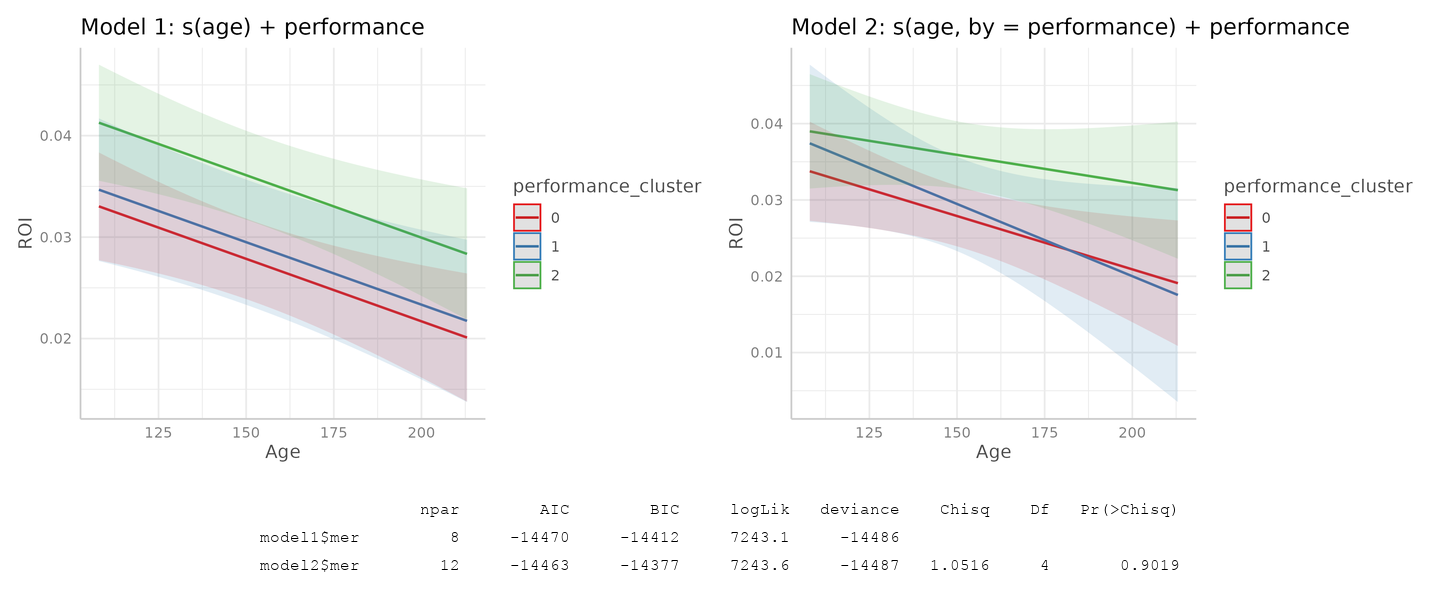 Model 1: s(age) + performance
0.04
0.03
0.02
ROI
125 150 175 200
Age
performance_cluster
0
1
2
Model 2: s(age, by = performance) + performance
0.04
0.03
0.02
0.01
ROI
125 150 175 200
Age
performance_cluster
0
1
2
npar AIC BIC logLik deviance Chisq Df Pr(>Chisq)
model1$mer 8 -14470 -14412 7243.1 -14486
model2$mer 12 -14463 -14377 7243.6 -14487 1.0516 4 0.9019